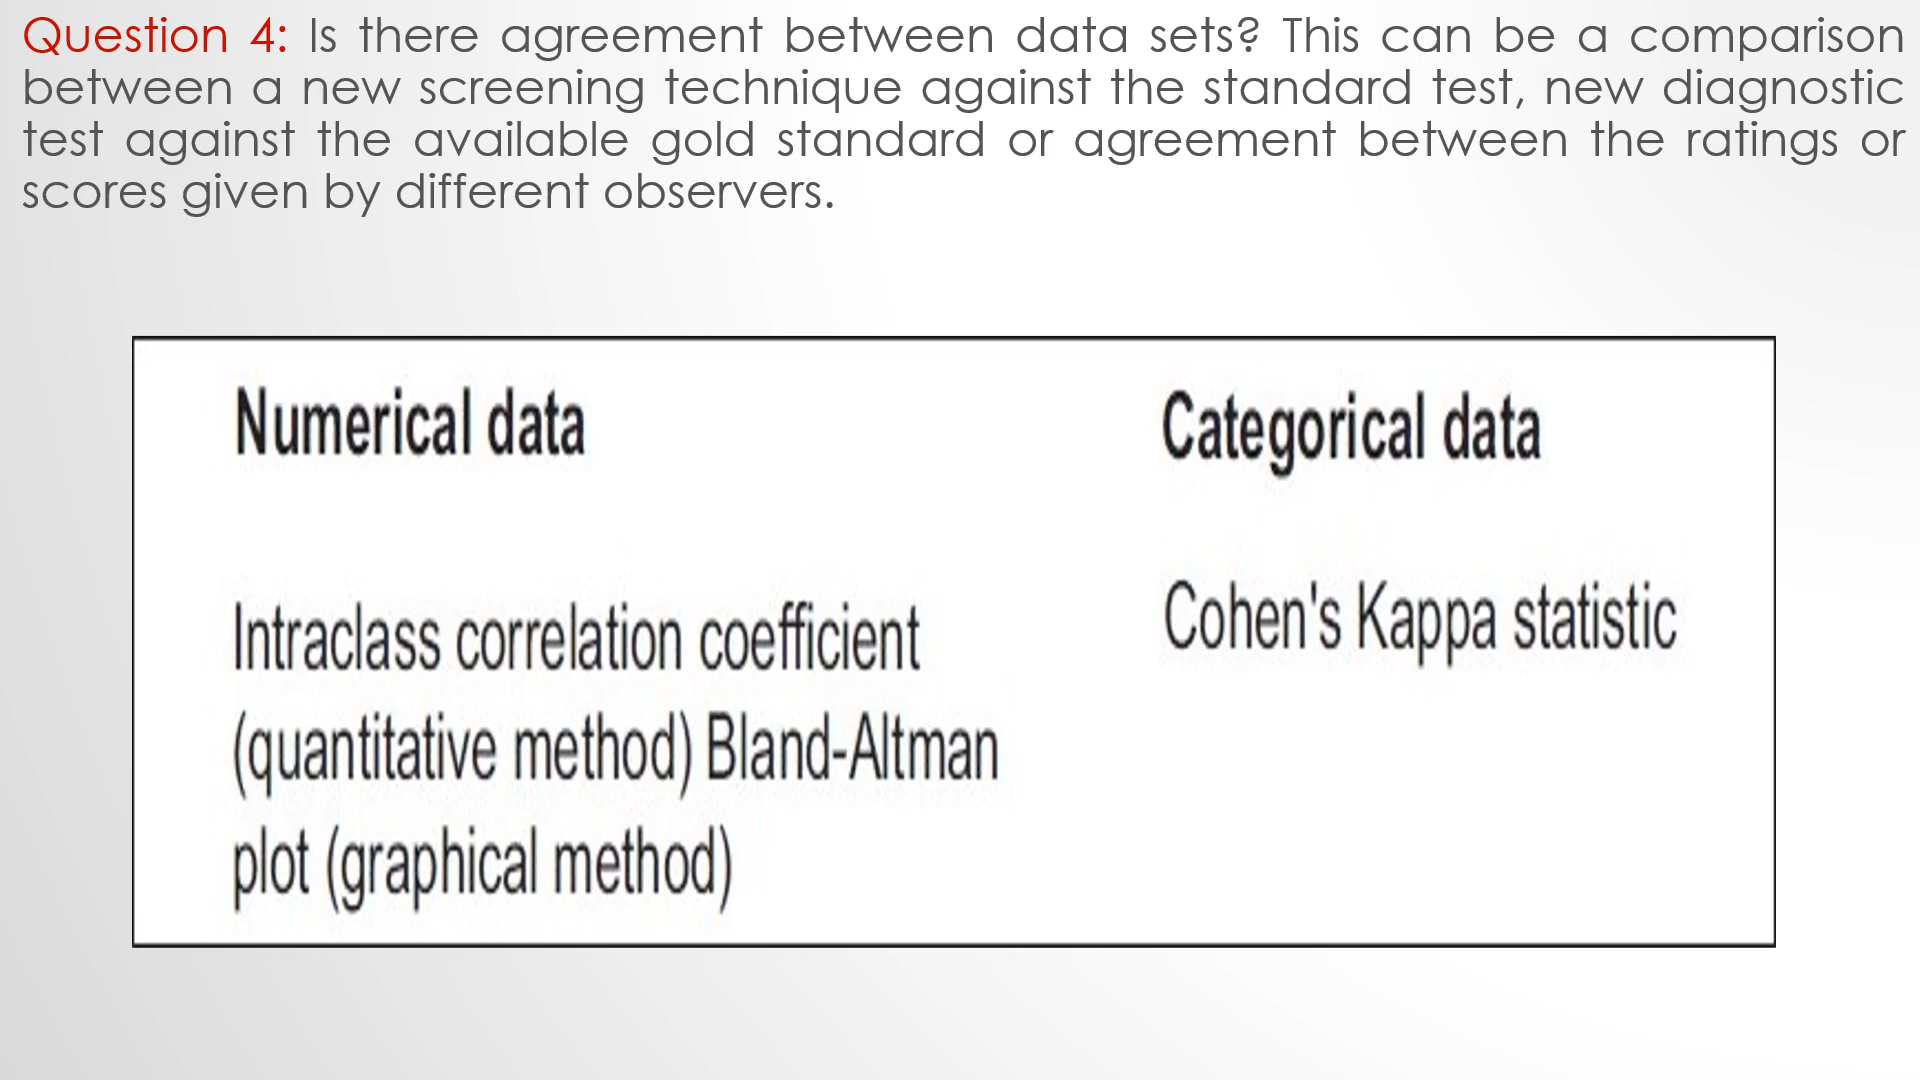 Question 4: Is there agreement between data sets? This can be a comparison
between a new screening technique against the standard test, new diagnostic
test against the available gold standard or agreement between the ratings or
scores given by different observers.
Numerical data
Intraclass correlation coefficient
(quantitative method) Bland-Altman
plot (graphical method)
Categorical data
Cohen's Kappa statistic